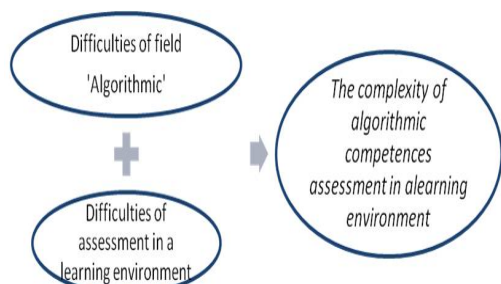 Difficulties of field
'Algorithmic'
Difficulties of
assessment in a
learning environment
The complexity of
algorithmic
competences
assessment in alearning
environment